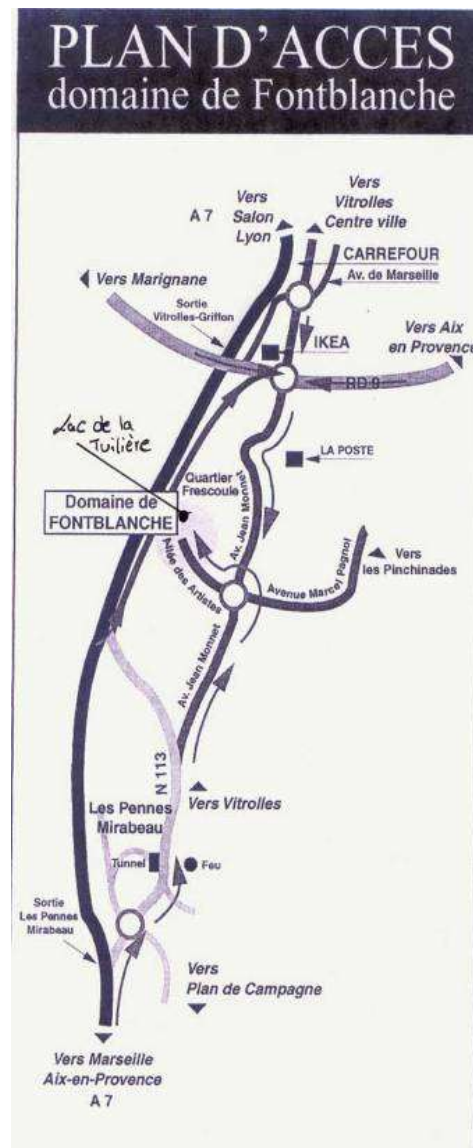 PLAN D'ACCES
domaine de Fontblanche
Vers
Salon
Lyon
A 7
Vers
Vitrolles
Centre ville
CARREFOUR
Av. de Marseille
Vers Marignane
Sortie
Vitrolles-Griffon
IKEA
Vers Aix
en Provence
RD 9
Lac de la
Tuilière
LA POSTE
Quartier
Frescoule
Domaine de
FONTBLANCHE
Av. Jean Monnet
Allée des Artistes
Avenue Marcel Pagnol
Vers
les Pinchinades
Av. Jean Monnet
N 113
Vers Vitrolles
Les Pennes
Mirabeau
Tunnel
Feu
Sortie
Les Pennes
Mirabeau
Vers
Plan de Campagne
Vers Marseille
Aix-en-Provence
A 7